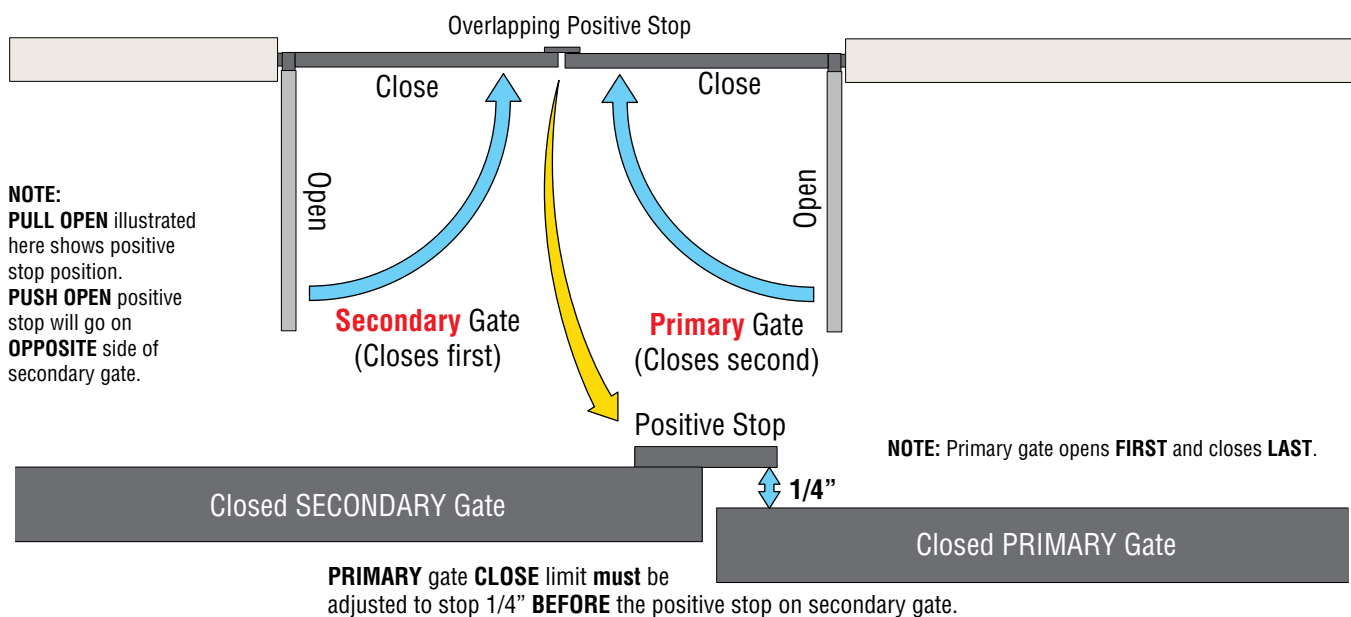 Overlapping Positive Stop
Close
Close
Open
Open
NOTE:
PULL OPEN illustrated
here shows positive
stop position.
PUSH OPEN positive
stop will go on
OPPOSITE side of
secondary gate.
Secondary Gate
(Closes first)
Primary Gate
(Closes second)
Positive Stop
NOTE: Primary gate opens FIRST and closes LAST.
1/4”
Closed SECONDARY Gate
Closed PRIMARY Gate
PRIMARY gate CLOSE limit must be
adjusted to stop 1/4” BEFORE the positive stop on secondary gate.